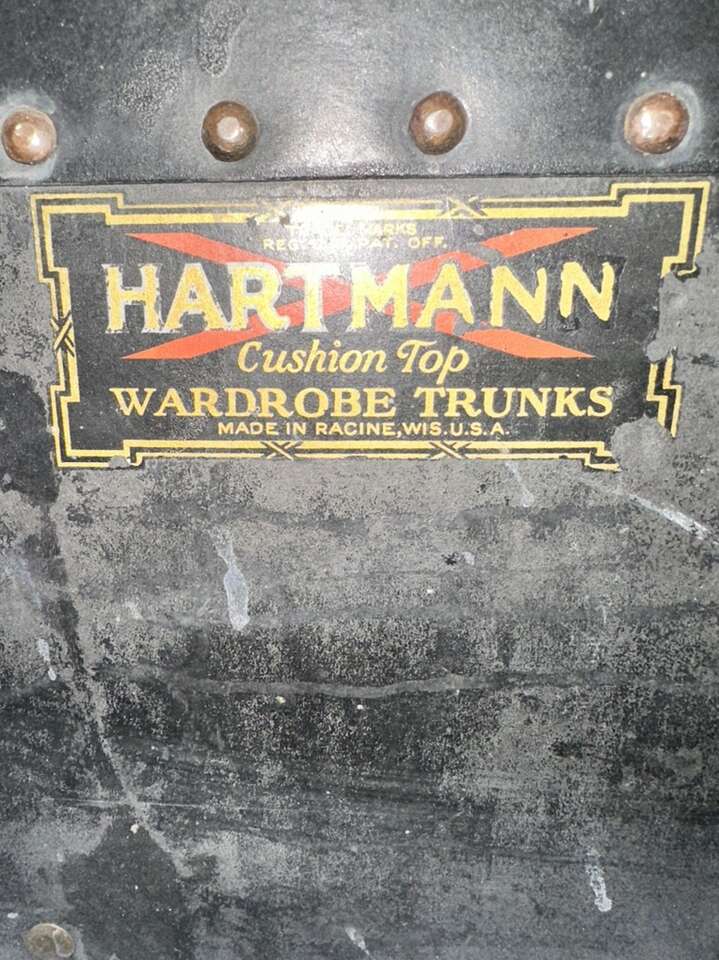 MARKS
REG. PAT. OFF.
HARTMANN
Cushion Top
WARDROBE TRUNKS
MADE IN RACINE, WIS. U.S.A.